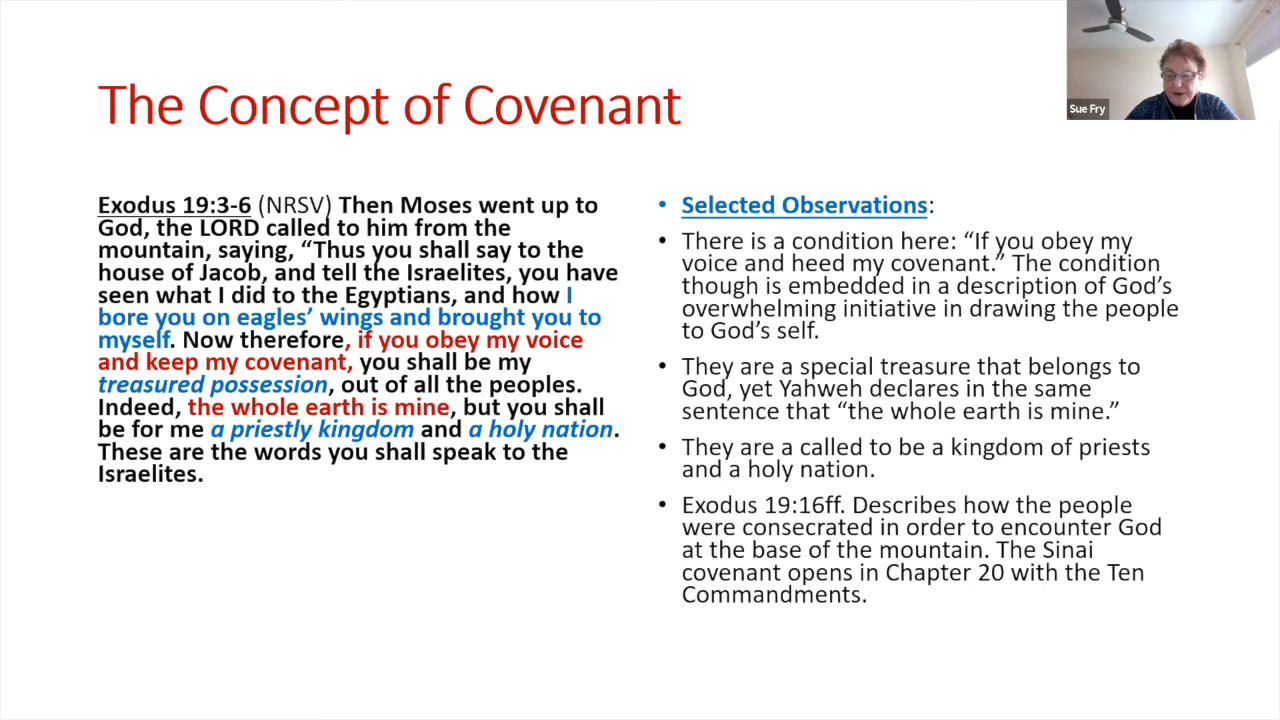 The Concept of Covenant
Sue Fry
Exodus 19:3-6 (NRSV) Then Moses went up to
God, the LORD called to him from the
mountain, saying, “Thus you shall say to the
house of Jacob, and tell the Israelites, you have
seen what I did to the Egyptians, and how I
bore you on eagles’ wings and brought you to
myself. Now therefore, if you obey my voice
and keep my covenant, you shall be my
treasured possession, out of all the peoples.
Indeed, the whole earth is mine, but you shall
be for me a priestly kingdom and a holy nation.
These are the words you shall speak to the
Israelites.
• Selected Observations:
• There is a condition here: “If you obey my
voice and heed my covenant.” The condition
though is embedded in a description of God’s
overwhelming initiative in drawing the people
to God’s self.
• They are a special treasure that belongs to
God, yet Yahweh declares in the same
sentence that “the whole earth is mine.”
• They are a called to be a kingdom of priests
and a holy nation.
• Exodus 19:16ff. Describes how the people
were consecrated in order to encounter God
at the base of the mountain. The Sinai
covenant opens in Chapter 20 with the Ten
Commandments.